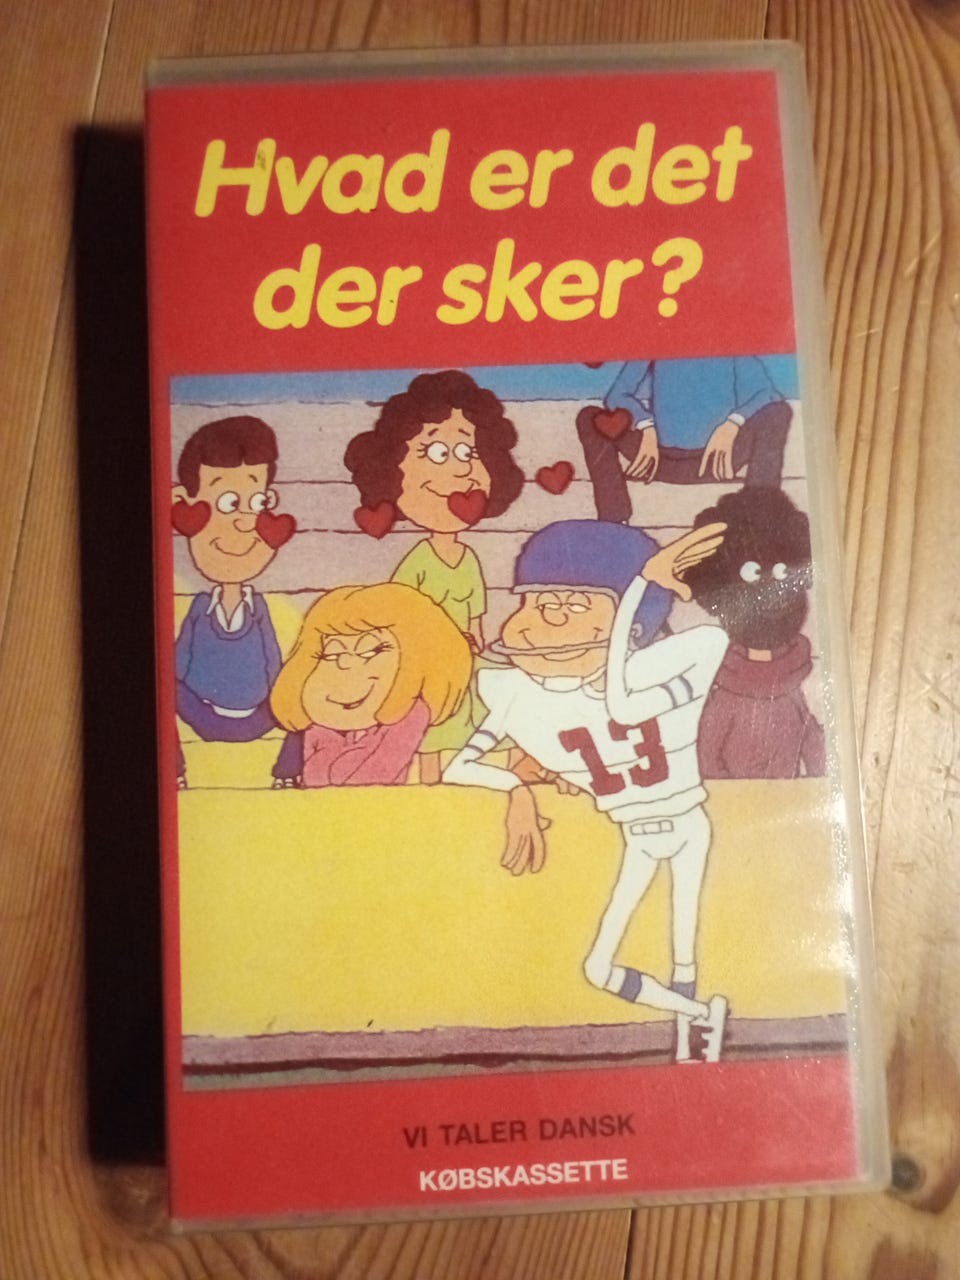 Hvad er det
der sker?
13
VI TALER DANSK
KØBSKASSETTE